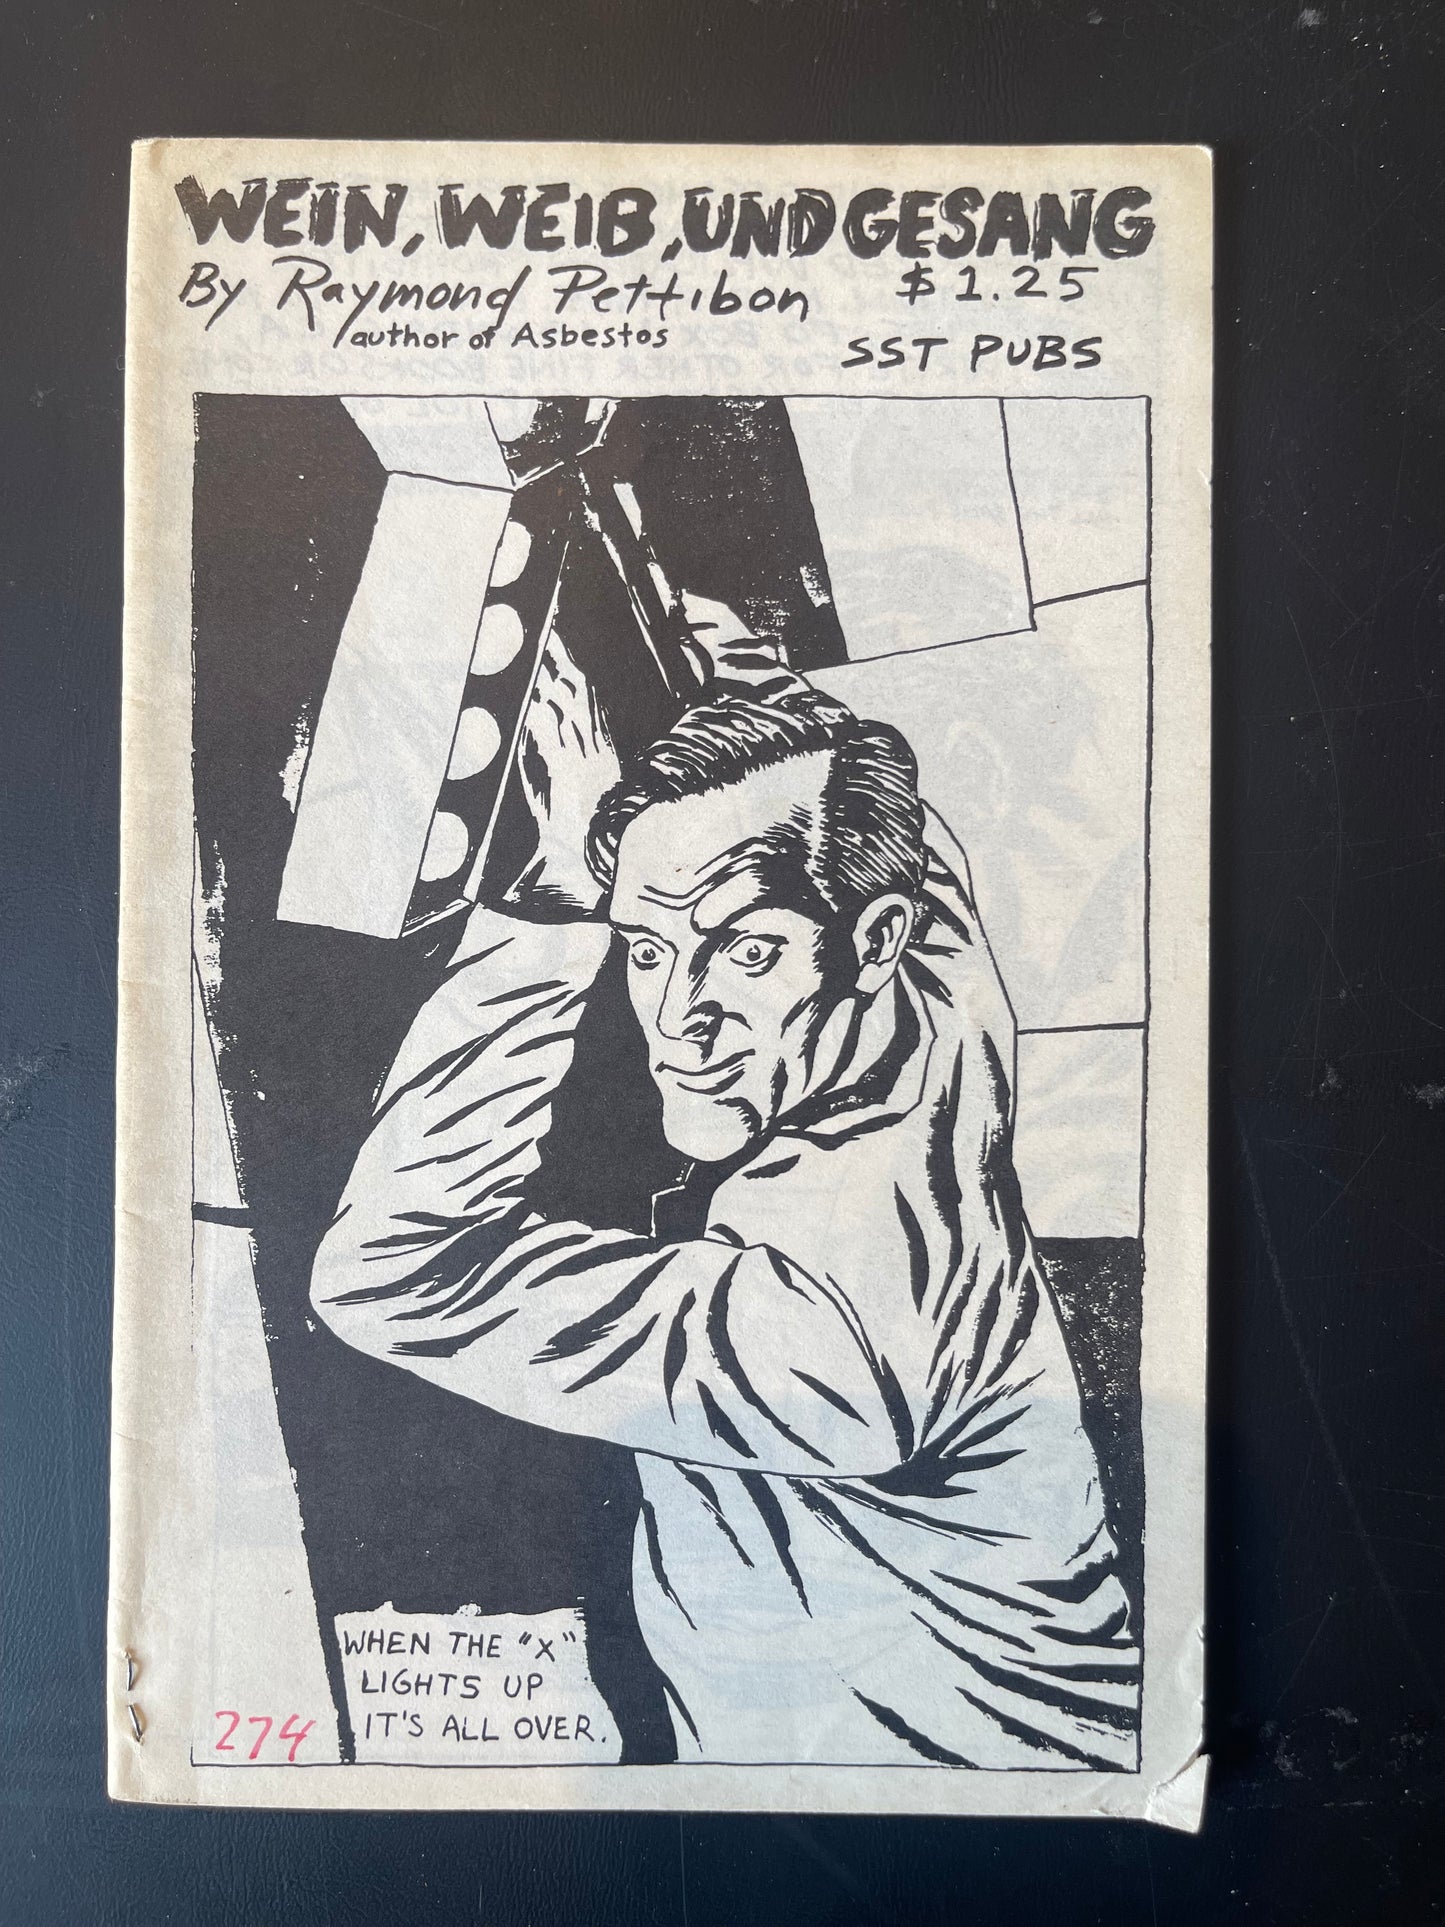 WEIN, WEIB, UND GESANG
By Raymond Pettibon $1.25
author of Asbestos
SST PUBS
WHEN THE "X"
LIGHTS UP
IT'S ALL OVER.
274